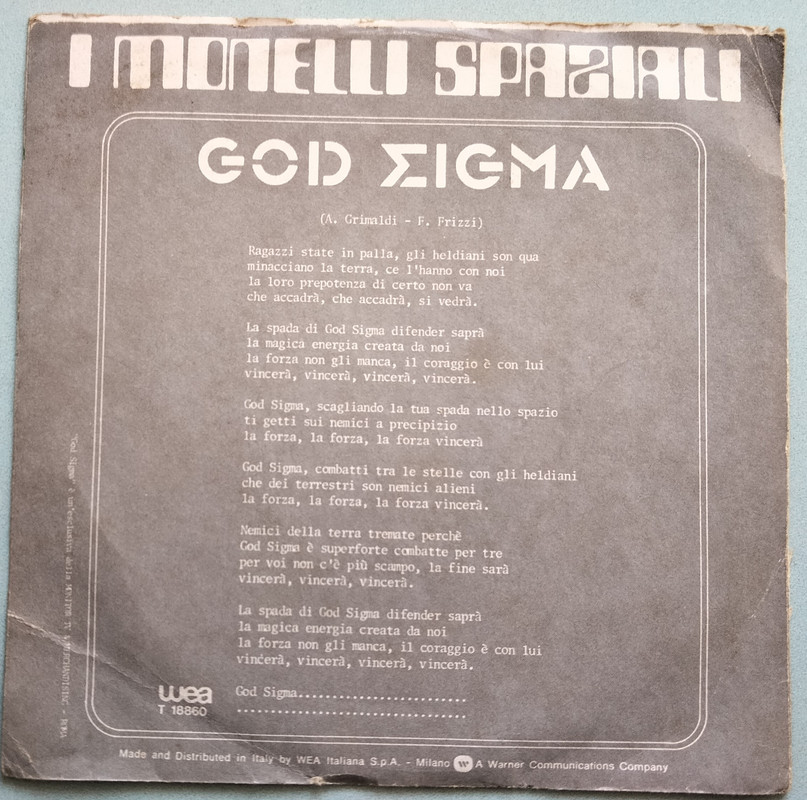 I MONELLI SPAZIALI
GOD ΣIGMA
(A. Grimaldi - F. Frizzi)
Ragazzi state in palla, gli heldiani son qua
minacciano la terra, ce l'hanno con noi
la loro prepotenza di certo non va
che accadrà, che accadrà, si vedrà.
La spada di God Sigma difender saprà
la magica energia creata da noi
la forza non gli manca, il coraggio è con lui
vincerà, vincerà, vincerà, vincerà.
God Sigma, scagliando la tua spada nello spazio
ti getti sui nemici a precipizio
la forza, la forza, la forza vincerà
God Sigma, combatti tra le stelle con gli heldiani
che dei terrestri son nemici alieni
la forza, la forza, la forza vincerà.
Nemici della terra tremate perchè
God Sigma è superforte combatte per tre
per voi non c'è più scampo, la fine sarà
vincerà, vincerà, vincerà.
La spada di God Sigma difender saprà
la magica energia creata da noi
la forza non gli manca, il coraggio è con lui
vincerà, vincerà, vincerà, vincerà.
God Sigma.........................
..................................
wea
T 18860
"God Sigma" è un'esclusiva della TV & MERCHANDISING - ROMA
Made and Distributed in Italy by WEA Italiana S.p.A. - Milano W A Warner Communications Company